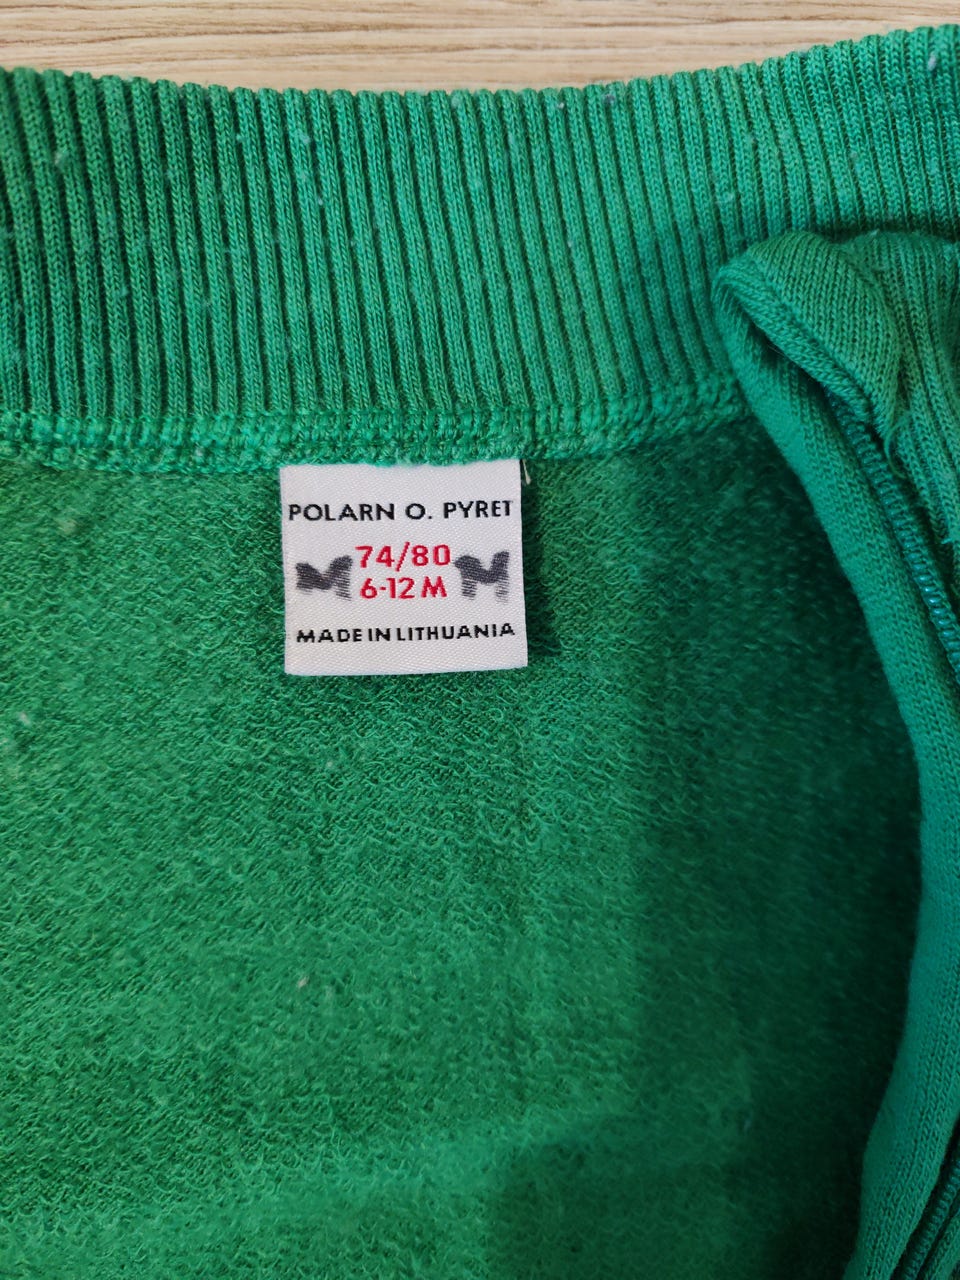 POLARN O. PYRET
74/80
6-12 M
MADE IN LITHUANIA